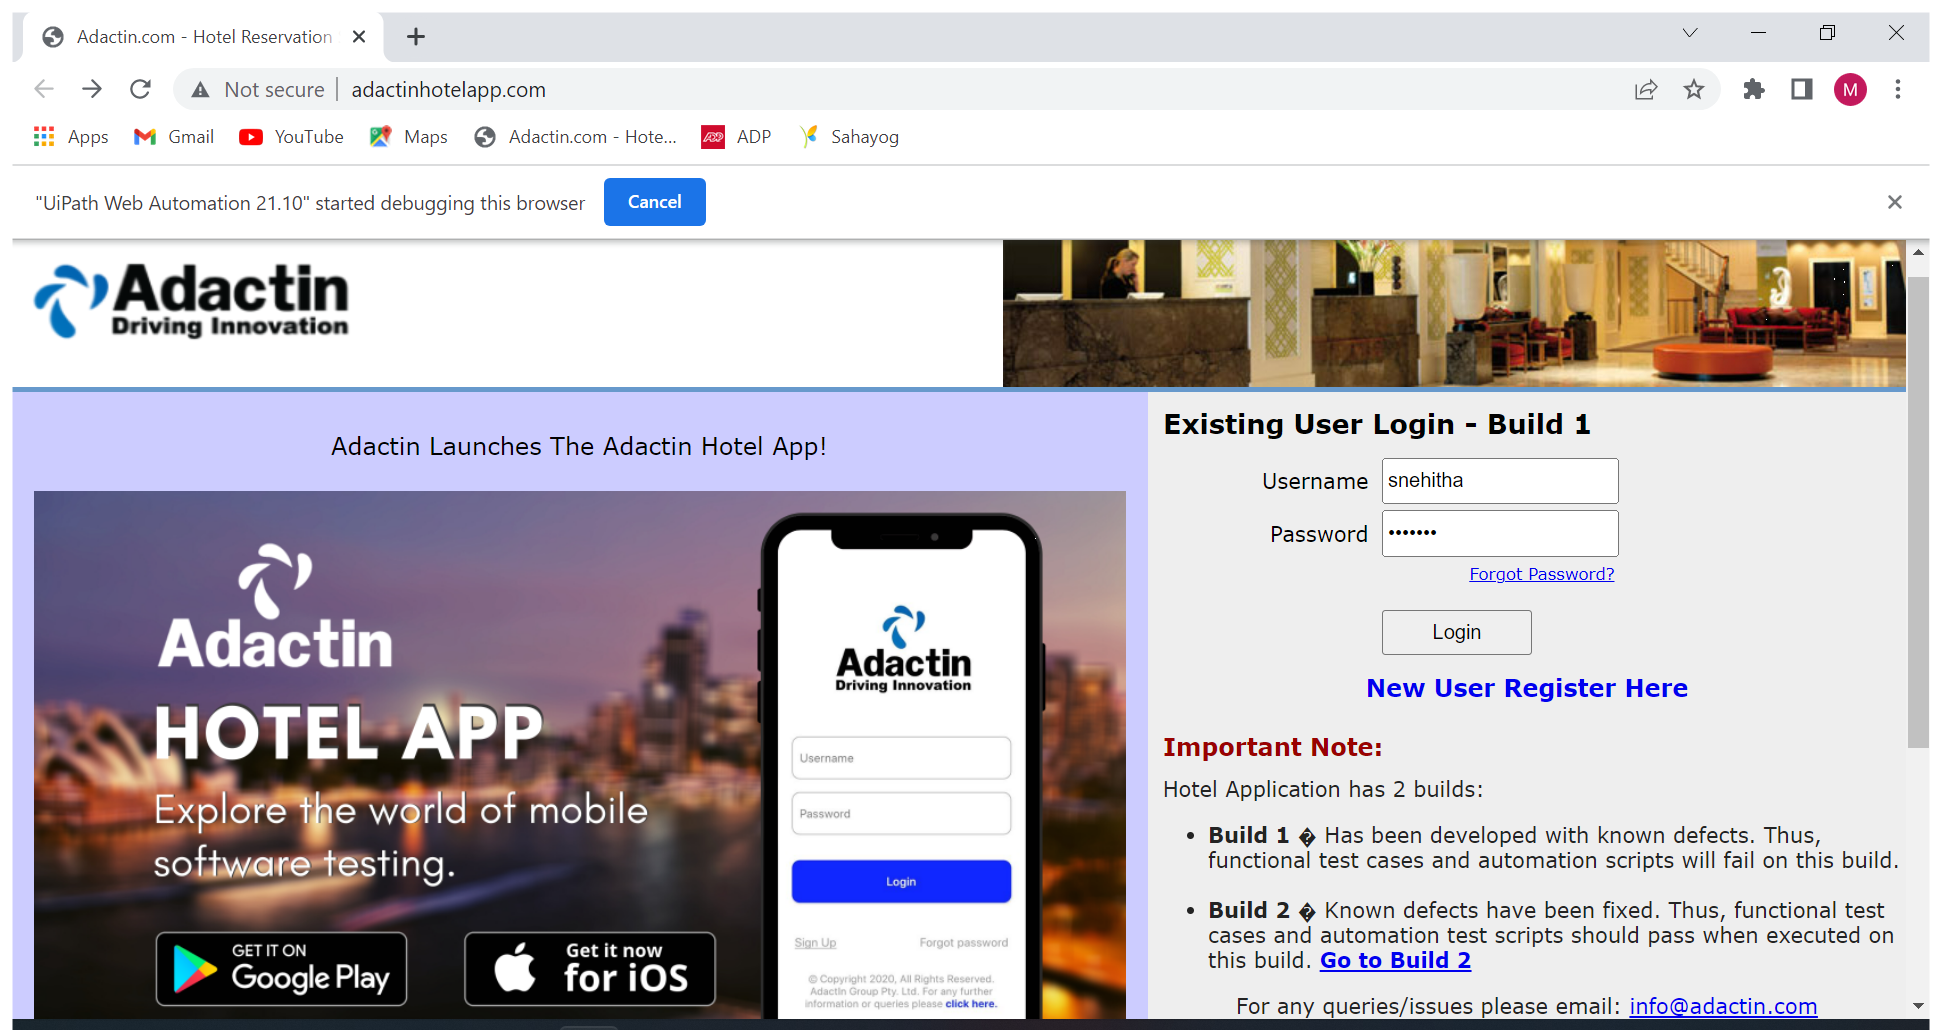 Adactin.com - Hotel Reservation
Not secure | adactinhotelapp.com
M
Apps Gmail YouTube Maps Adactin.com - Hote... ADP ADP Sahayog
"UiPath Web Automation 21.10" started debugging this browser Cancel
Adactin
Driving Innovation
Adactin Launches The Adactin Hotel App!
Adactin
HOTEL APP
Explore the world of mobile
software testing.
GET IT ON
Google Play
Get it now
for iOS
Adactin
Driving Innovation
Username
Password
Login
Sign Up Forgot password
© Copyright 2020, All Rights Reserved.
Adactin Group Pty. Ltd. For any further
information or queries please click here.
Existing User Login - Build 1
Username snehitha
Password •••••••
Forgot Password?
Login
New User Register Here
Important Note:
Hotel Application has 2 builds:
• Build 1 � Has been developed with known defects. Thus,
functional test cases and automation scripts will fail on this build.
• Build 2 � Known defects have been fixed. Thus, functional test
cases and automation test scripts should pass when executed on
this build. Go to Build 2
For any queries/issues please email: info@adactin.com